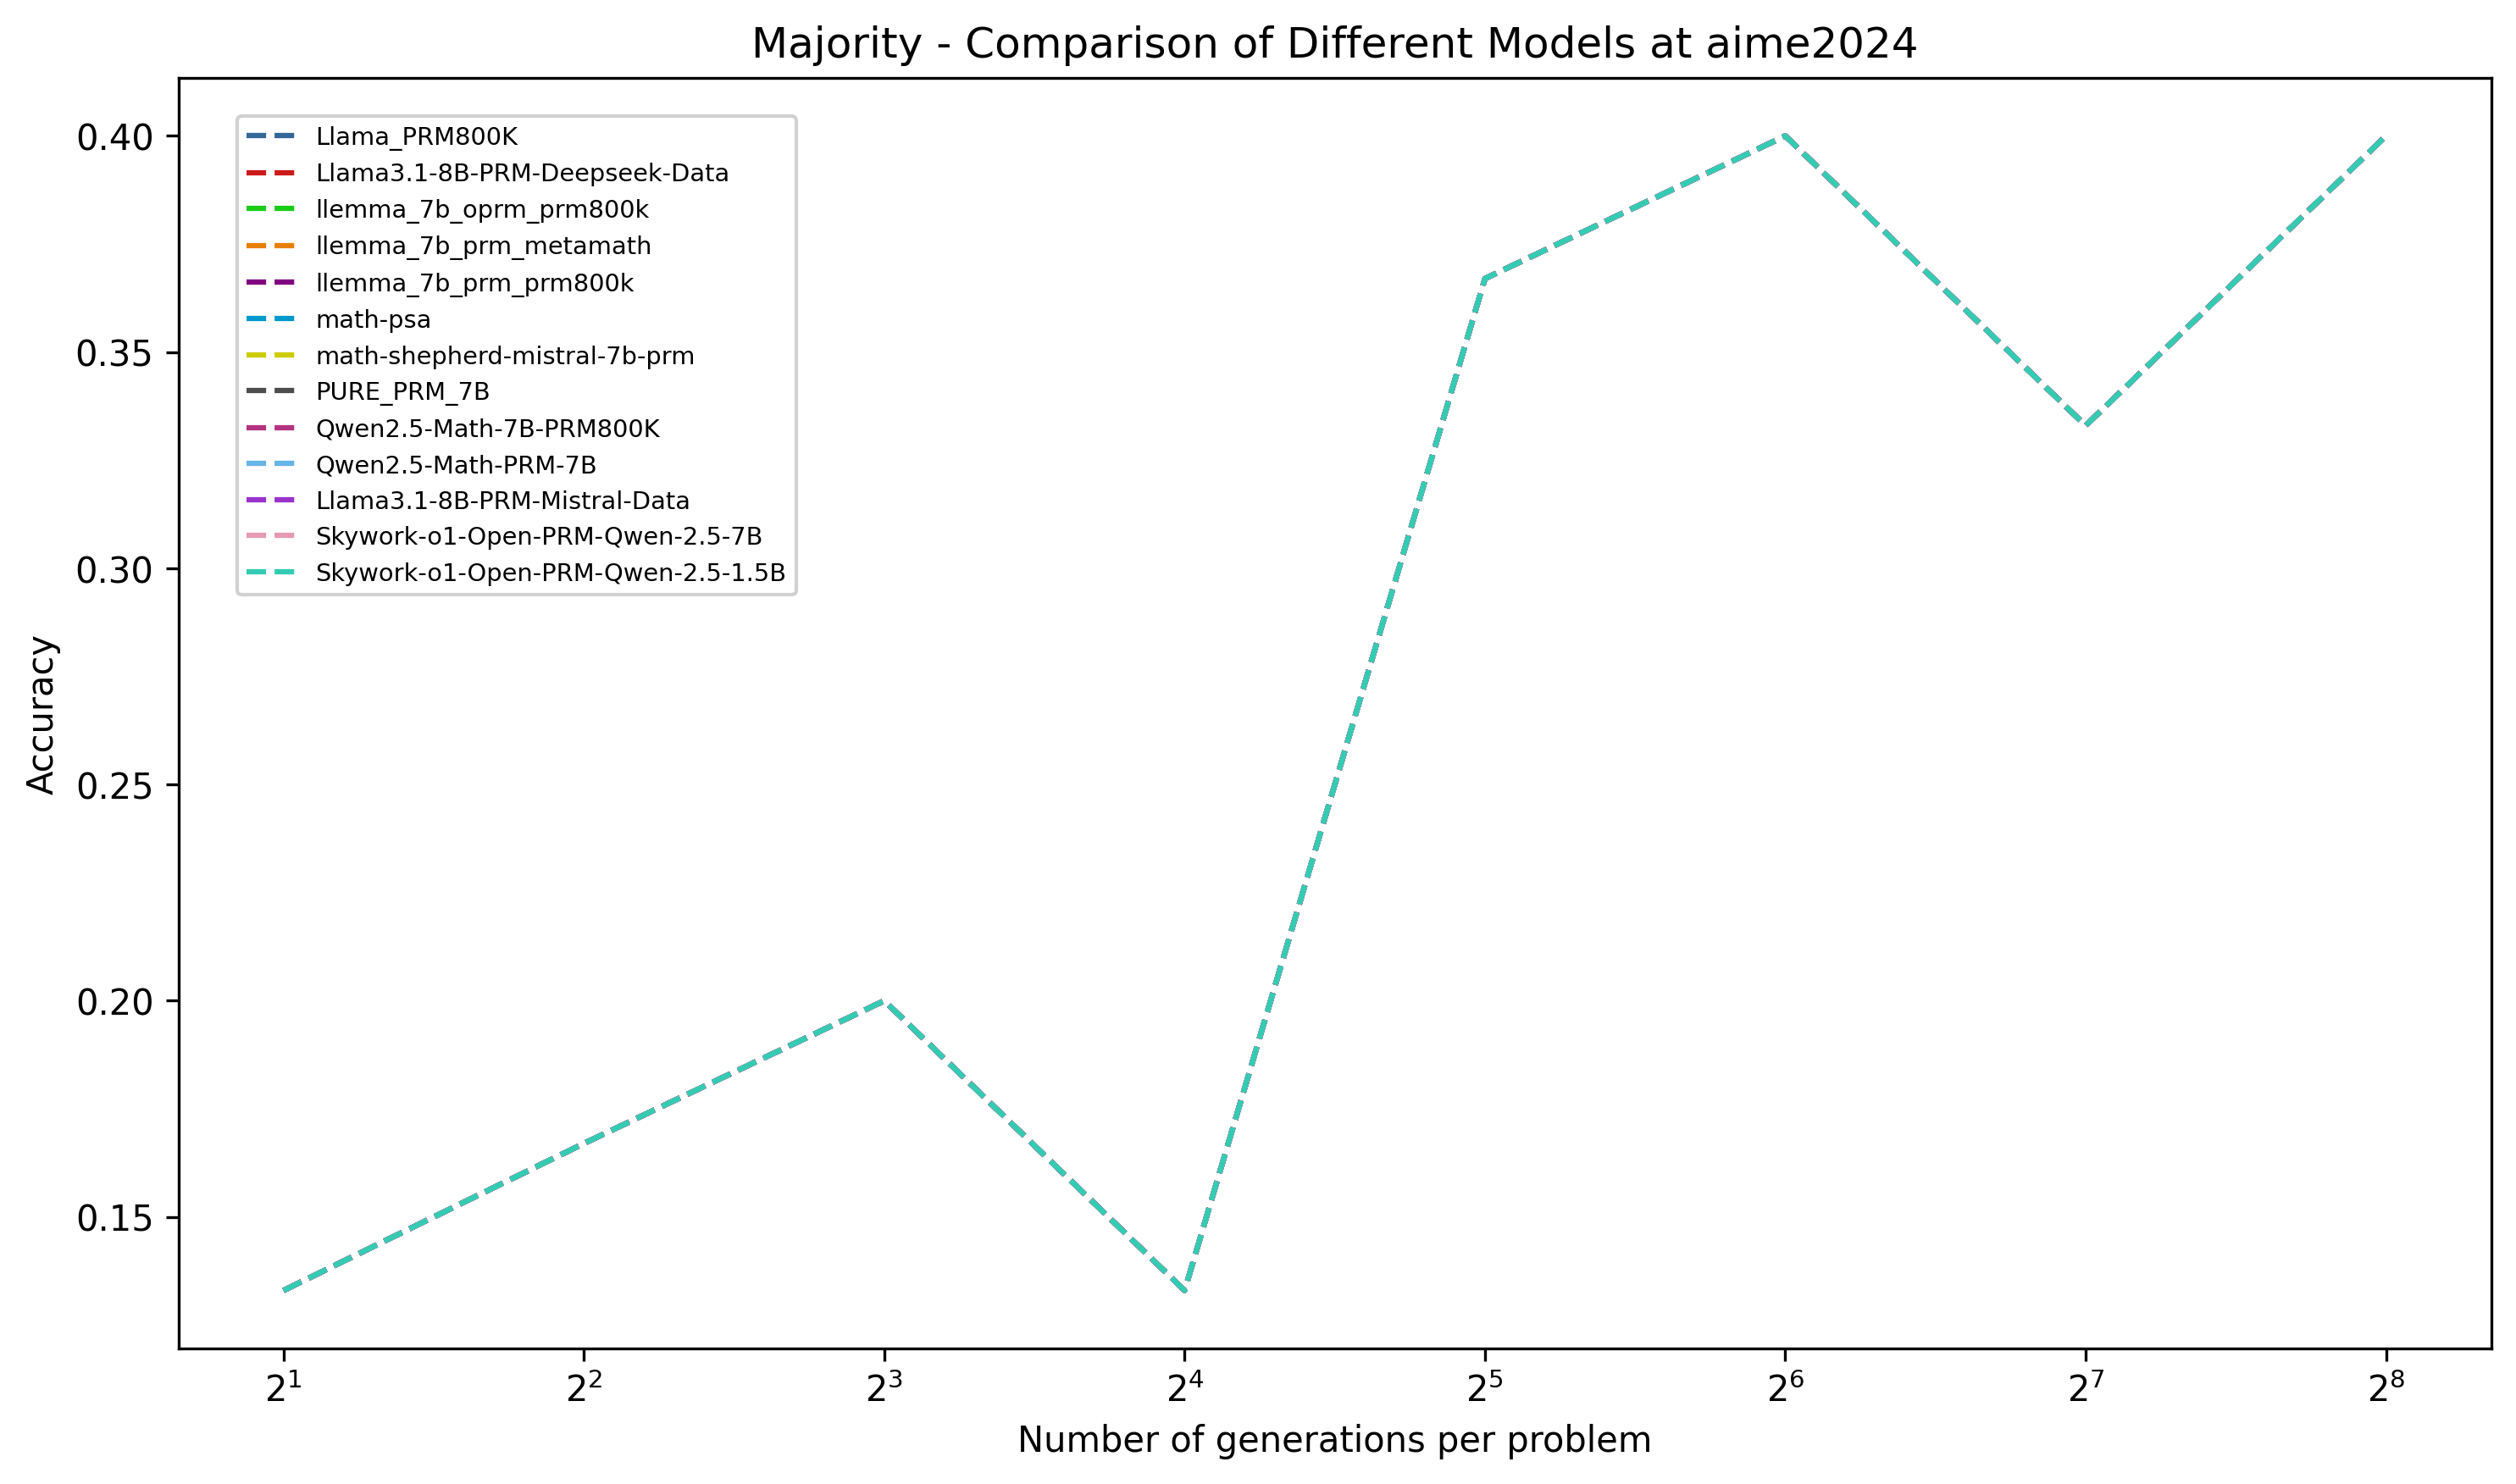 Majority - Comparison of Different Models at aime2024
Llama_PRM800K
Llama3.1-8B-PRM-Deepseek-Data
llemma_7b_oprm_prm800k
llemma_7b_prm_metamath
llemma_7b_prm_prm800k
math-psa
math-shepherd-mistral-7b-prm
PURE_PRM_7B
Qwen2.5-Math-7B-PRM800K
Qwen2.5-Math-PRM-7B
Llama3.1-8B-PRM-Mistral-Data
Skywork-o1-Open-PRM-Qwen-2.5-7B
Skywork-o1-Open-PRM-Qwen-2.5-1.5B
Accuracy
0.40
0.35
0.30
0.25
0.20
0.15
2¹ 2² 2³ 2⁴ 2⁵ 2⁶ 2⁷ 2⁸
Number of generations per problem